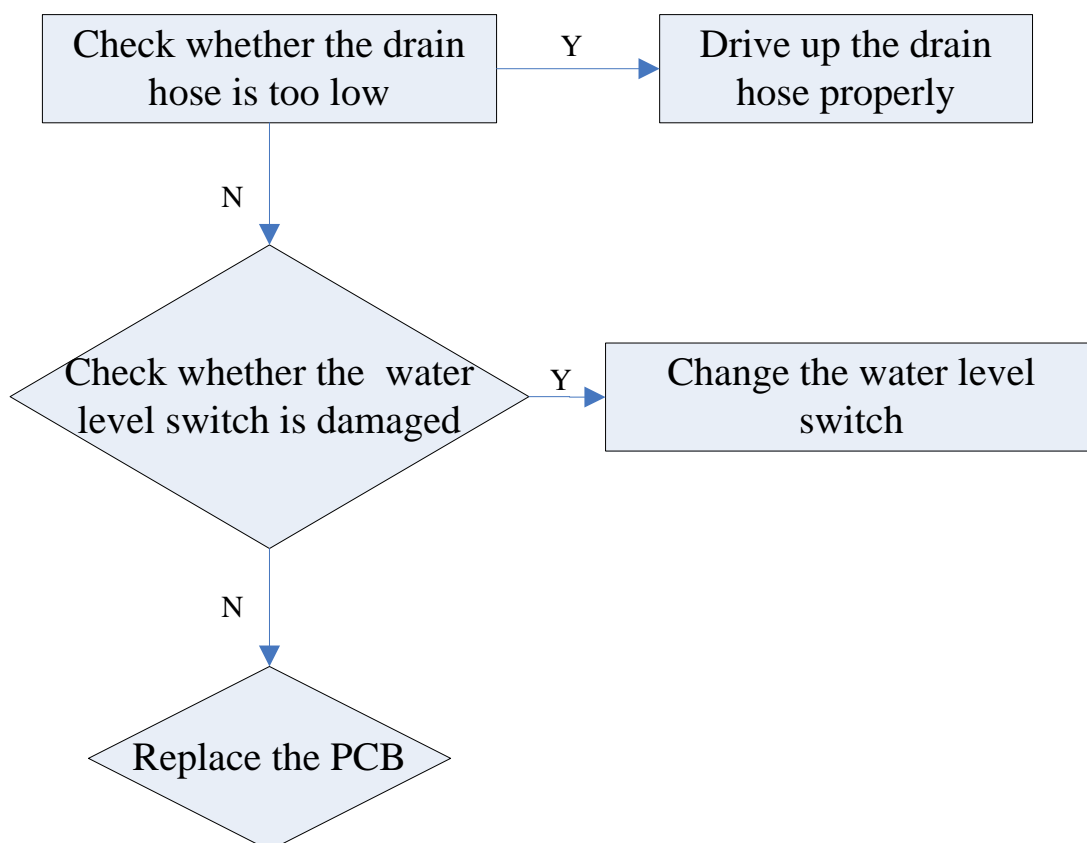 Check whether the drain
hose is too low
Y
Drive up the drain
hose properly
N
Check whether the  water
level switch is damaged
Y
Change the water level
switch
N
Replace the PCB